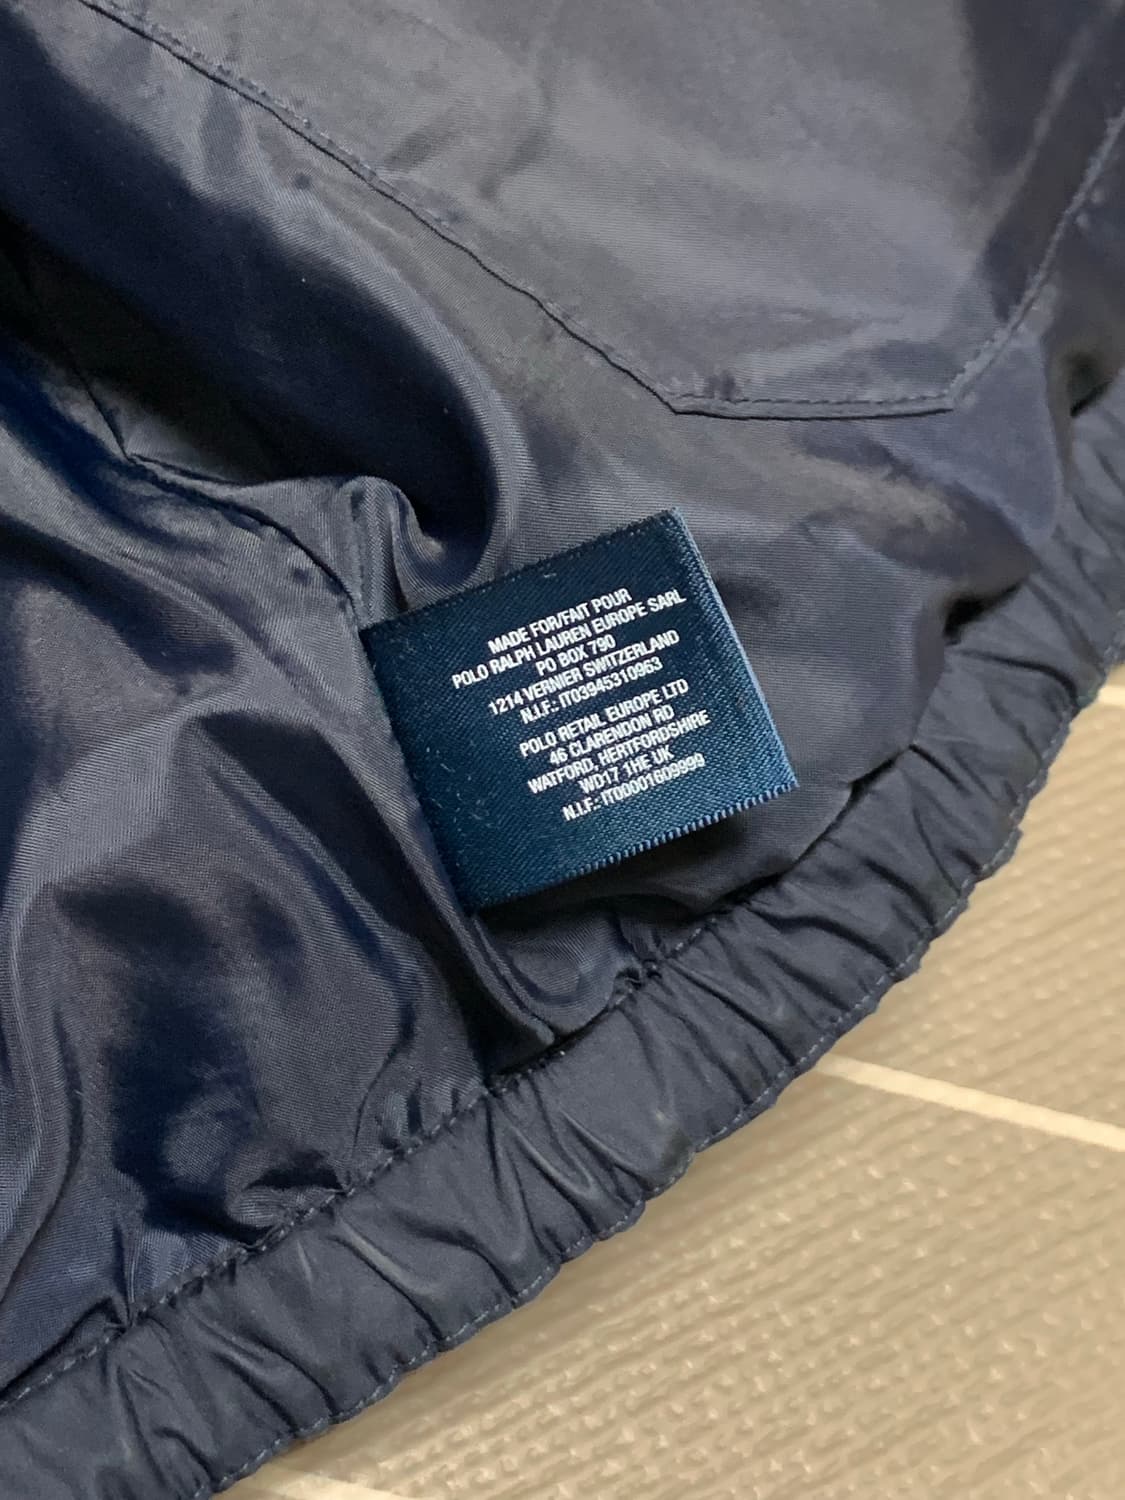 MADE FOR/FAIT POUR
POLO RALPH LAUREN EUROPE SARL
PO BOX 790
1214 VERNIER SWITZERLAND
N.I.F.: IT03945310963
POLO RETAIL EUROPE LTD
46 CLARENDON RD
WATFORD, HERTFORDSHIRE
WD17 1HE UK
N.I.F.: IT00001609999